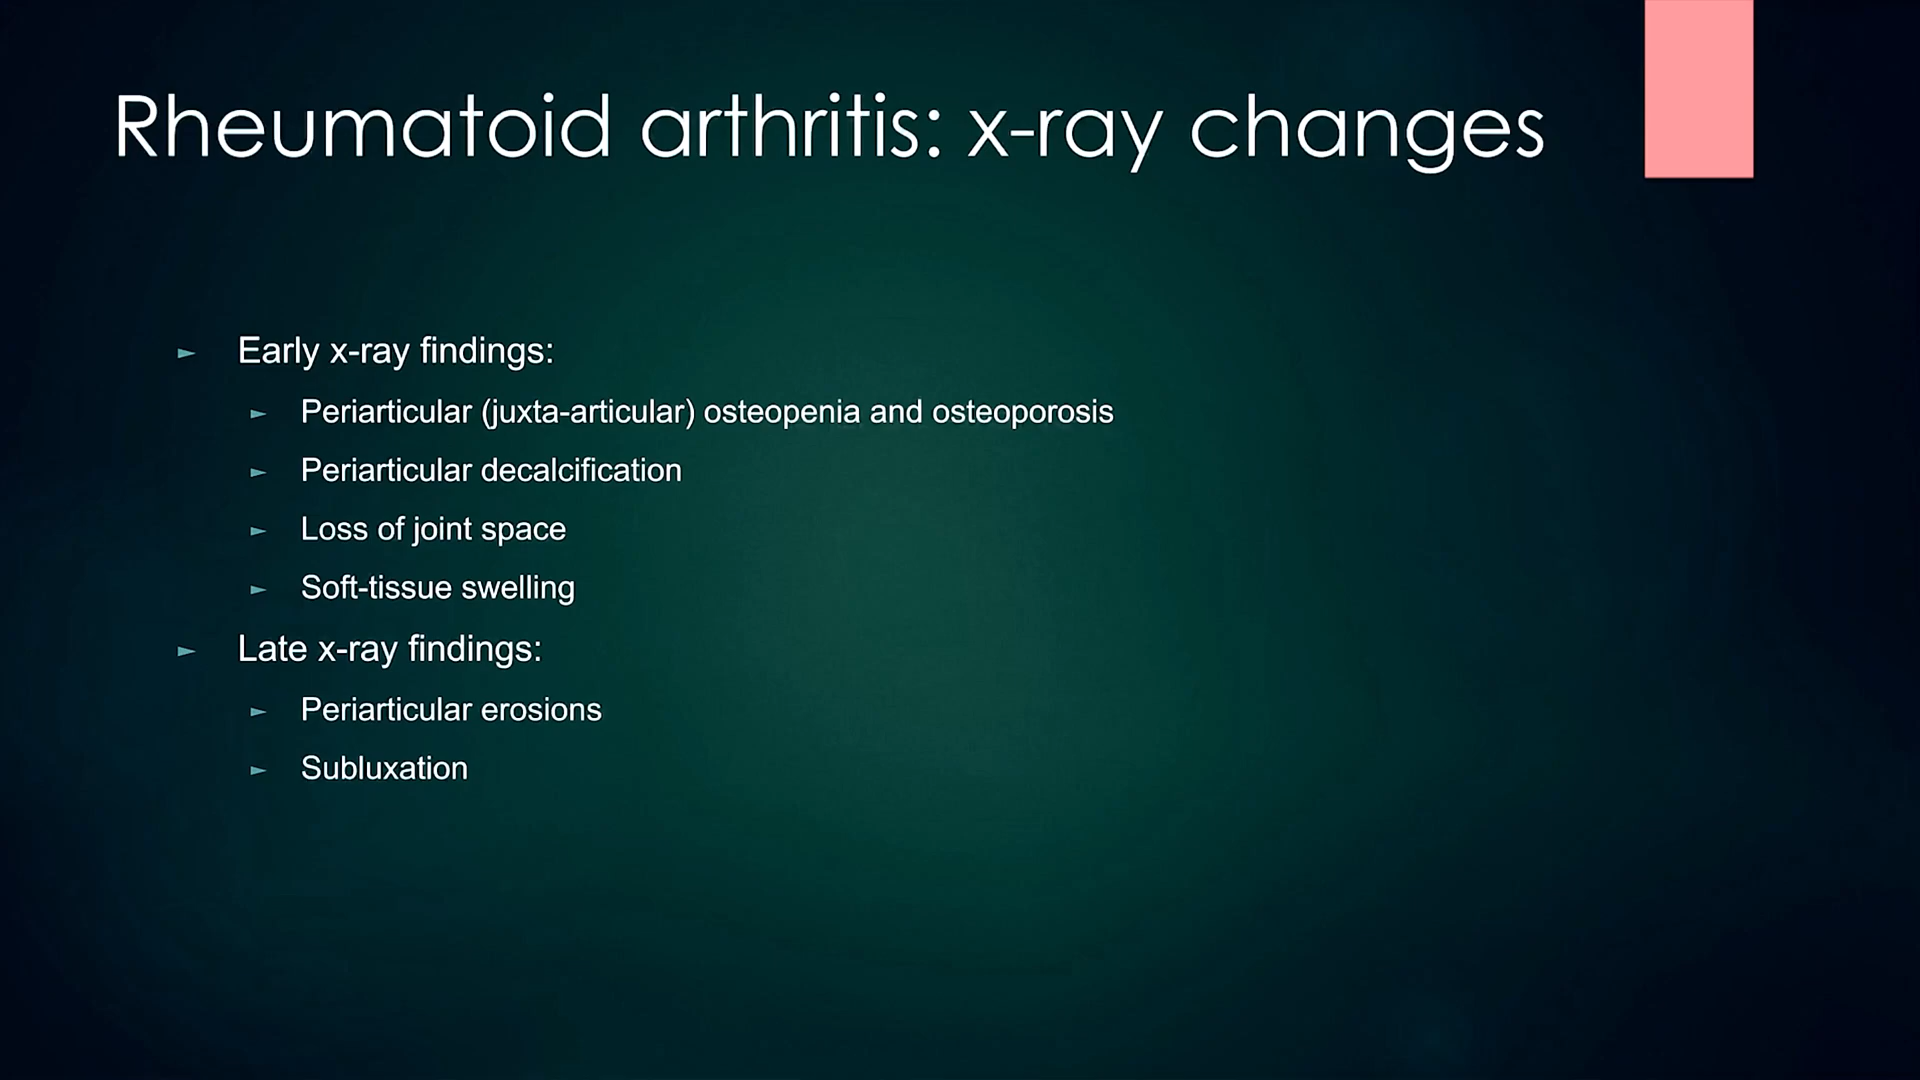 Rheumatoid arthritis: x-ray changes
► Early x-ray findings:
► Periarticular (juxta-articular) osteopenia and osteoporosis
► Periarticular decalcification
► Loss of joint space
► Soft-tissue swelling
► Late x-ray findings:
► Periarticular erosions
► Subluxation